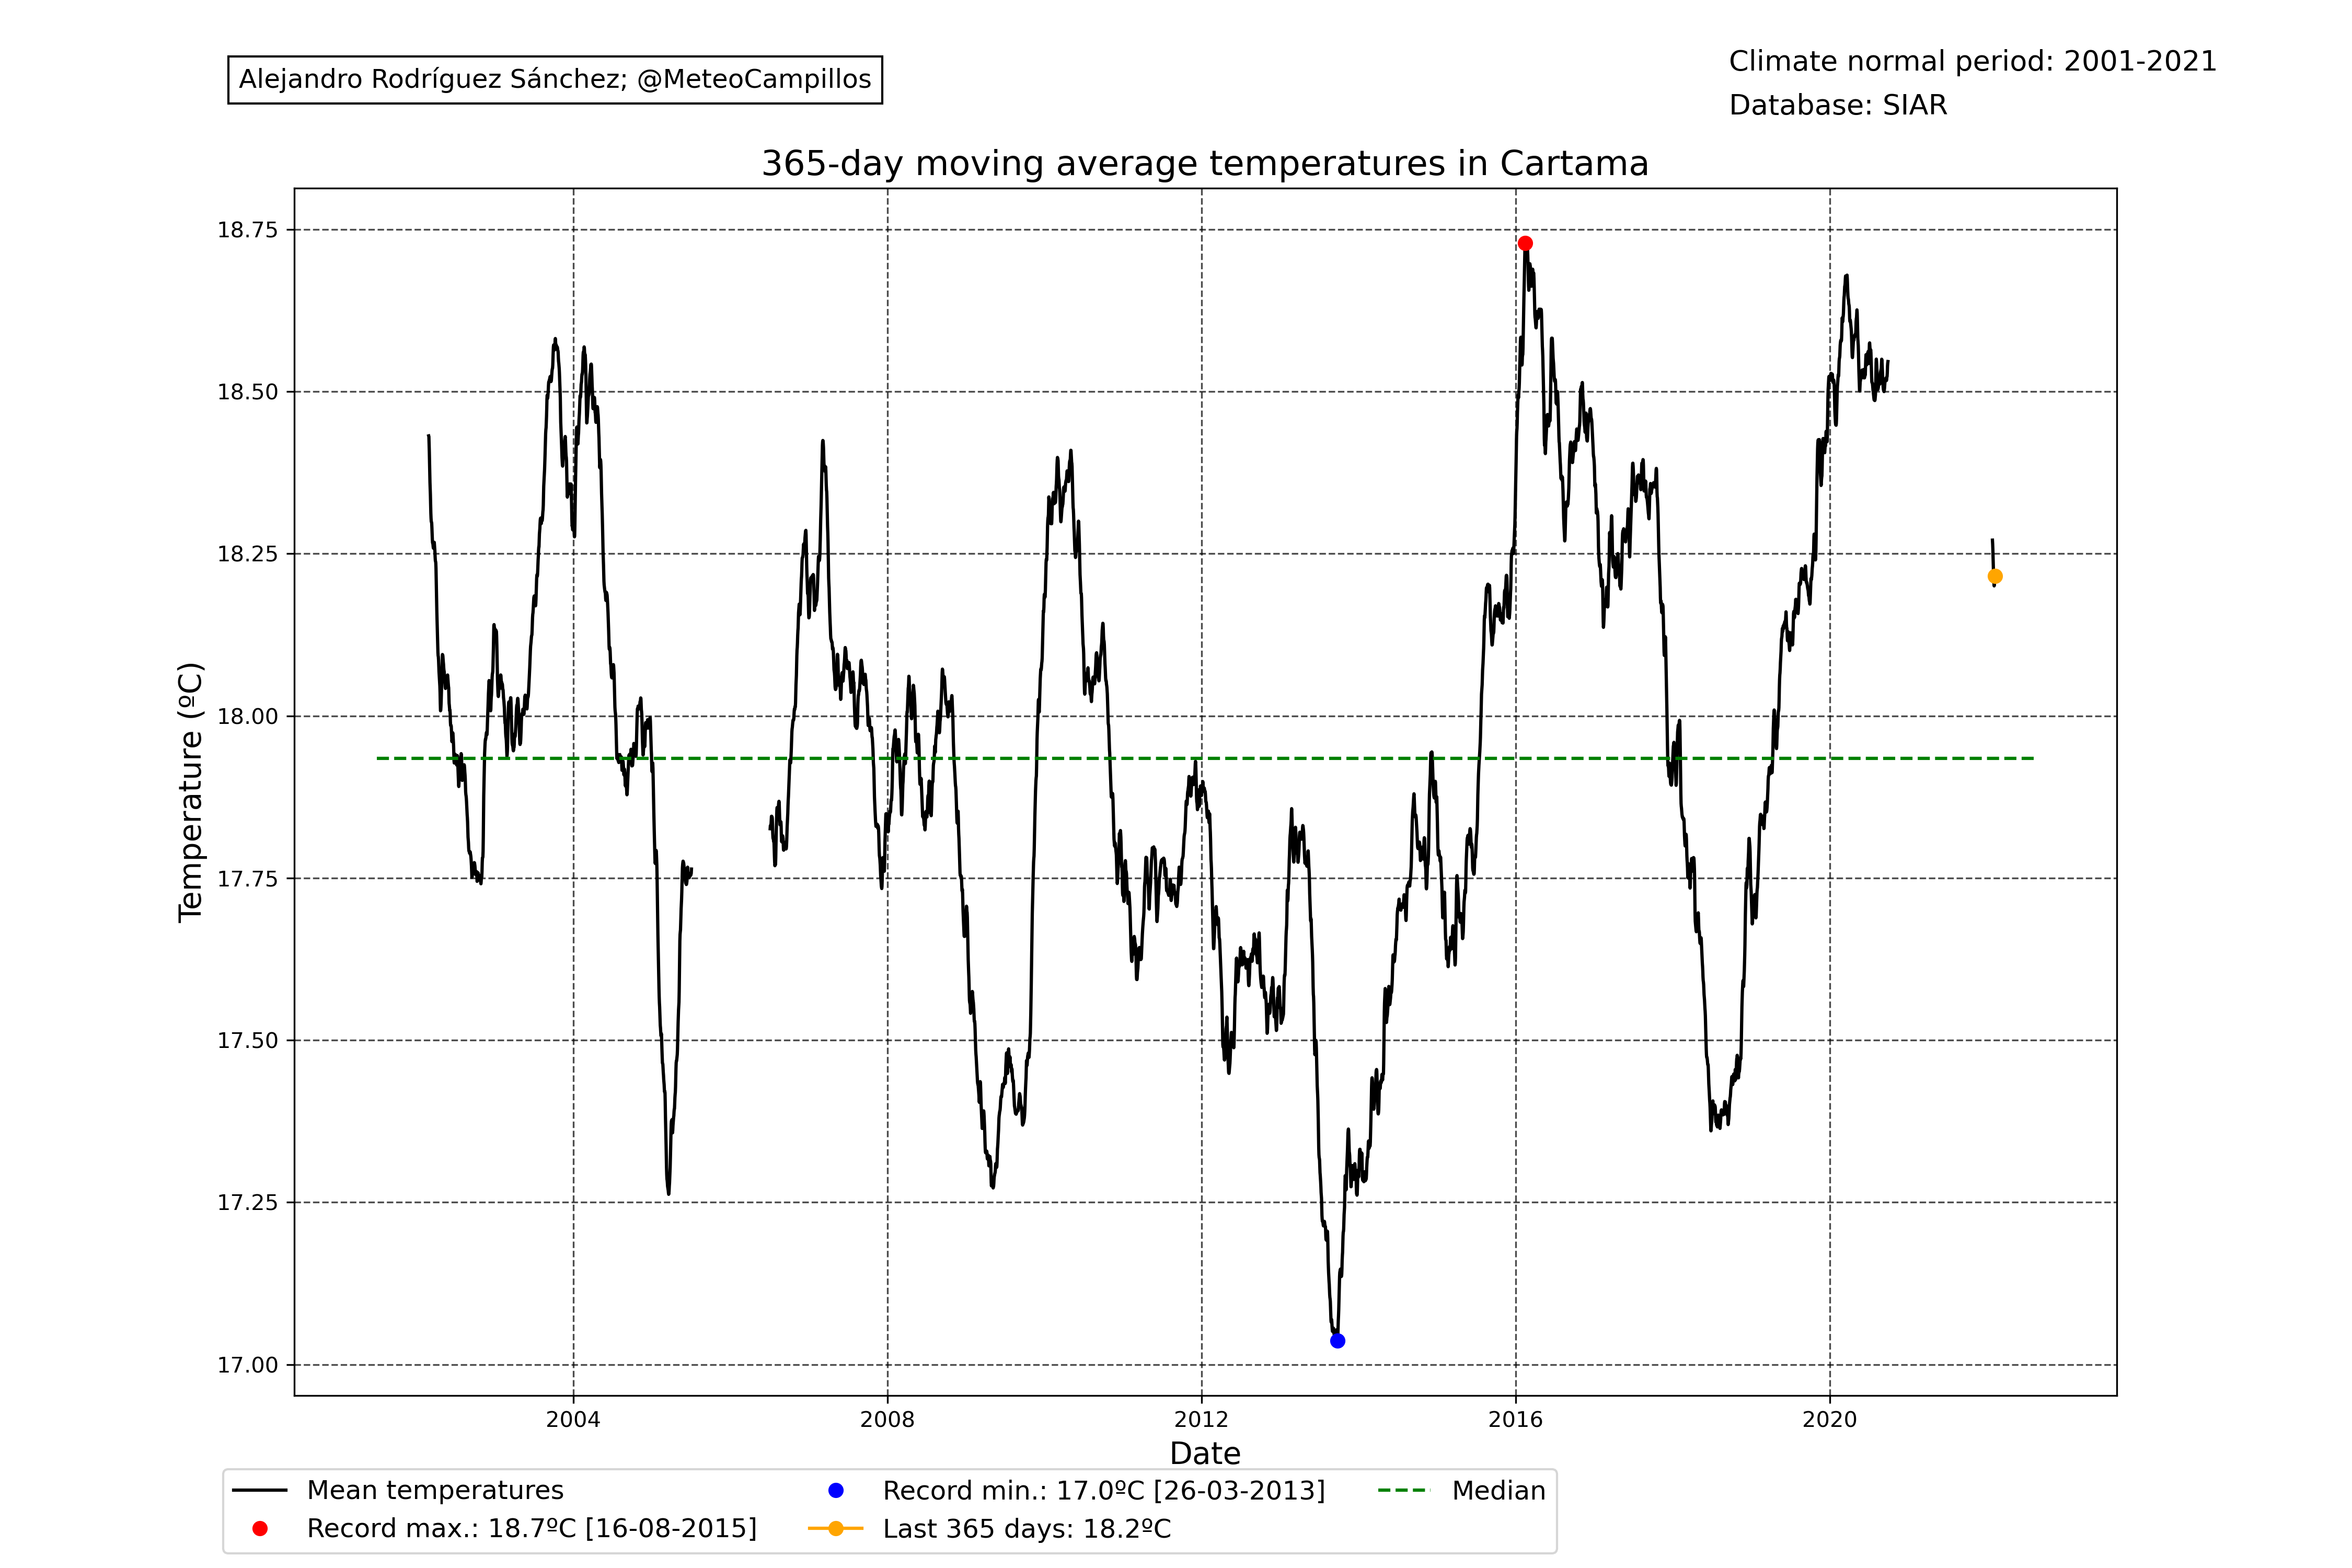 Alejandro Rodríguez Sánchez; @MeteoCampillos
Climate normal period: 2001-2021
Database: SIAR
365-day moving average temperatures in Cartama
18.75
18.50
18.25
18.00
17.75
17.50
17.25
17.00
Temperature (ºC)
2004 2008 2012 2016 2020
Date
Mean temperatures
Record max.: 18.7ºC [16-08-2015]
Record min.: 17.0ºC [26-03-2013]
Last 365 days: 18.2ºC
Median